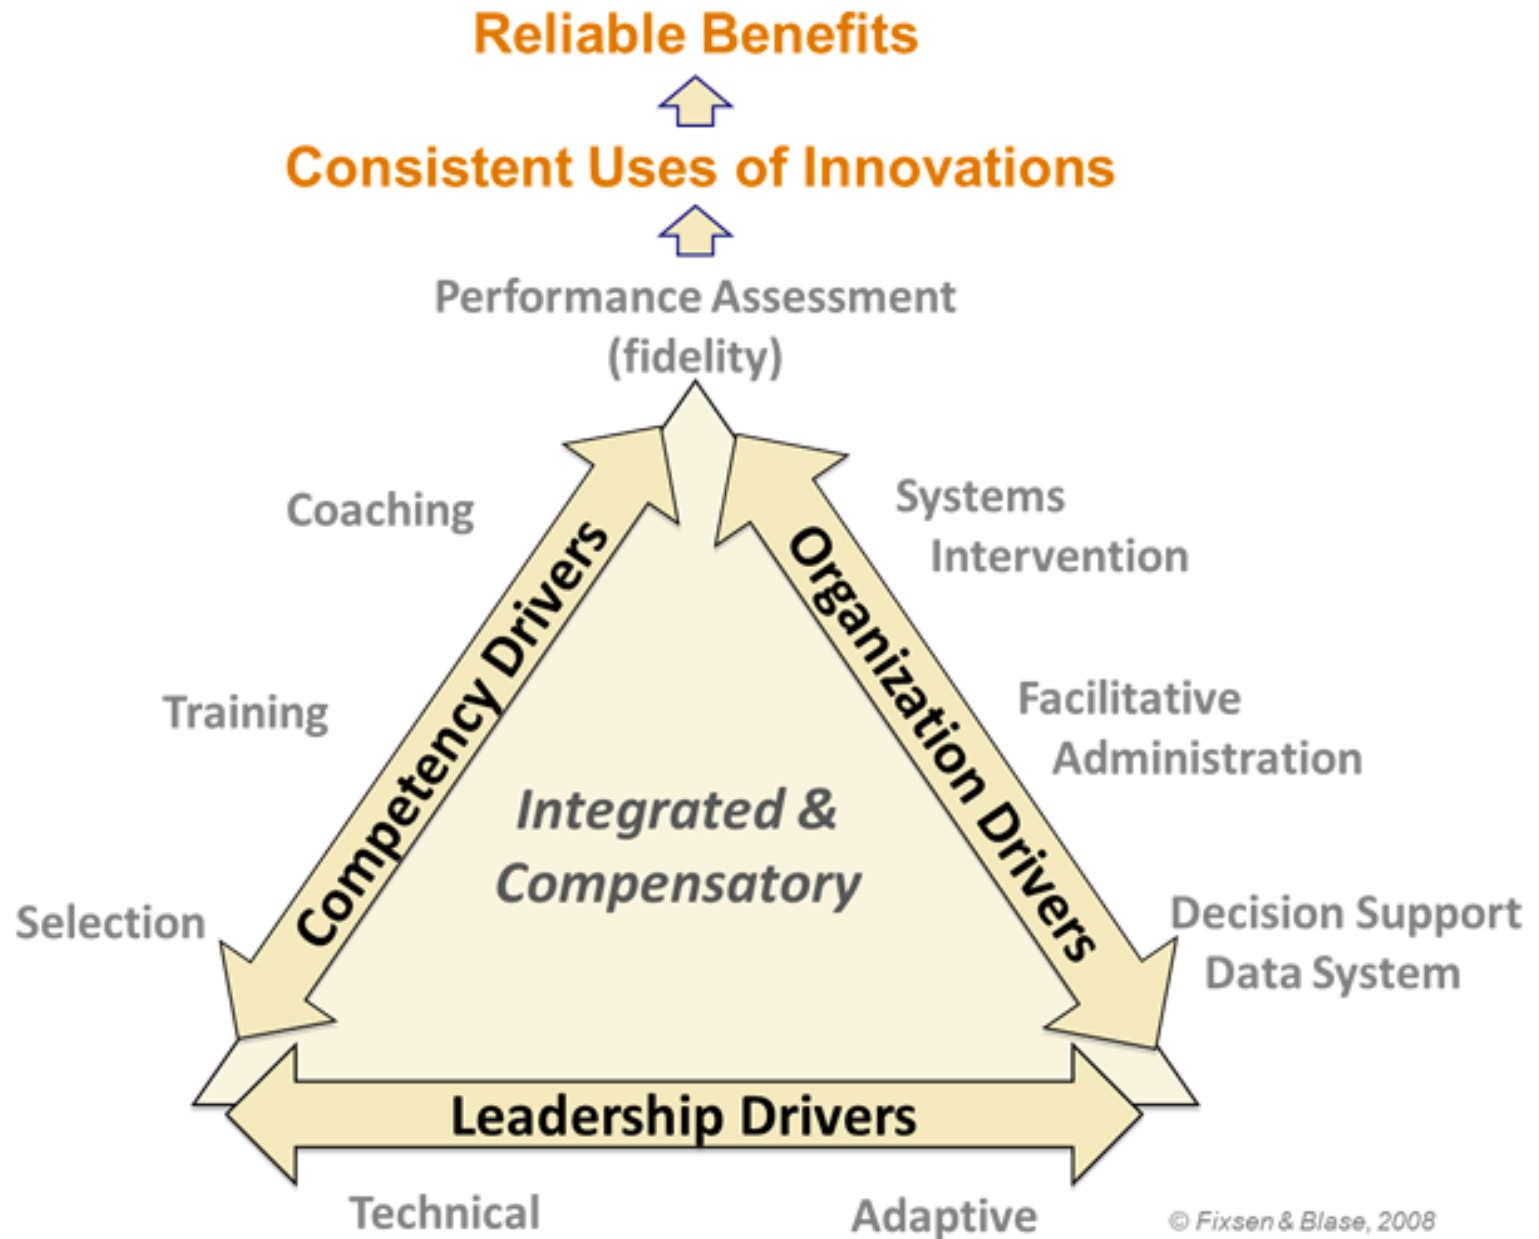 Reliable Benefits
Consistent Uses of Innovations
Performance Assessment
(fidelity)
Coaching
Training
Selection
Competency Drivers
Integrated &
Compensatory
Organization Drivers
Systems
Intervention
Facilitative
Administration
Decision Support
Data System
Leadership Drivers
Technical
Adaptive
© Fixsen & Blase, 2008